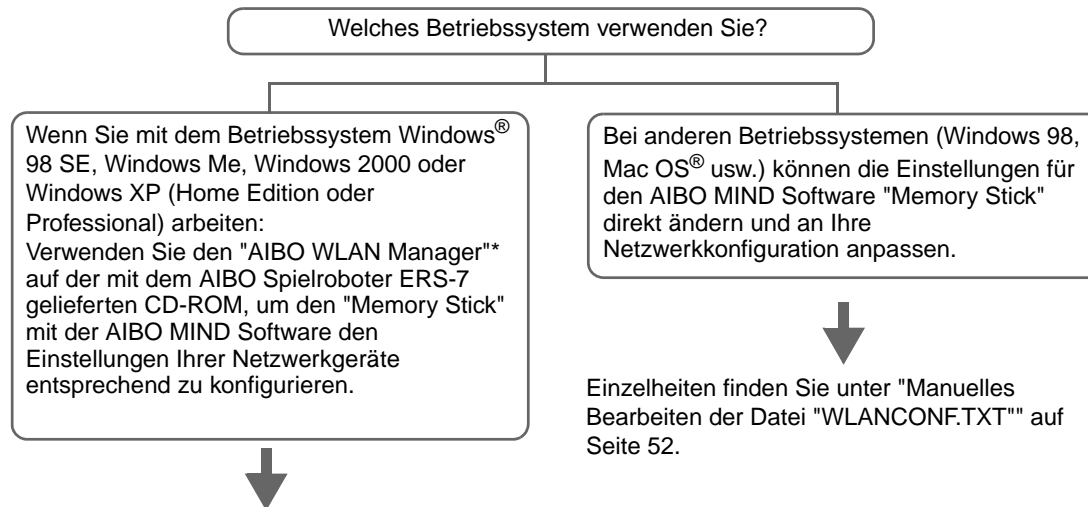 Welches Betriebssystem verwenden Sie?
Wenn Sie mit dem Betriebssystem Windows®
98 SE, Windows Me, Windows 2000 oder
Windows XP (Home Edition oder
Professional) arbeiten:
Verwenden Sie den "AIBO WLAN Manager"*
auf der mit dem AIBO Spielroboter ERS-7
gelieferten CD-ROM, um den "Memory Stick"
mit der AIBO MIND Software den
Einstellungen Ihrer Netzwerkgeräte
entsprechend zu konfigurieren.
Bei anderen Betriebssystemen (Windows 98,
Mac OS® usw.) können die Einstellungen für
den AIBO MIND Software "Memory Stick"
direkt ändern und an Ihre
Netzwerkkonfiguration anpassen.
Einzelheiten finden Sie unter "Manuelles
Bearbeiten der Datei "WLANCONF.TXT"" auf
Seite 52.